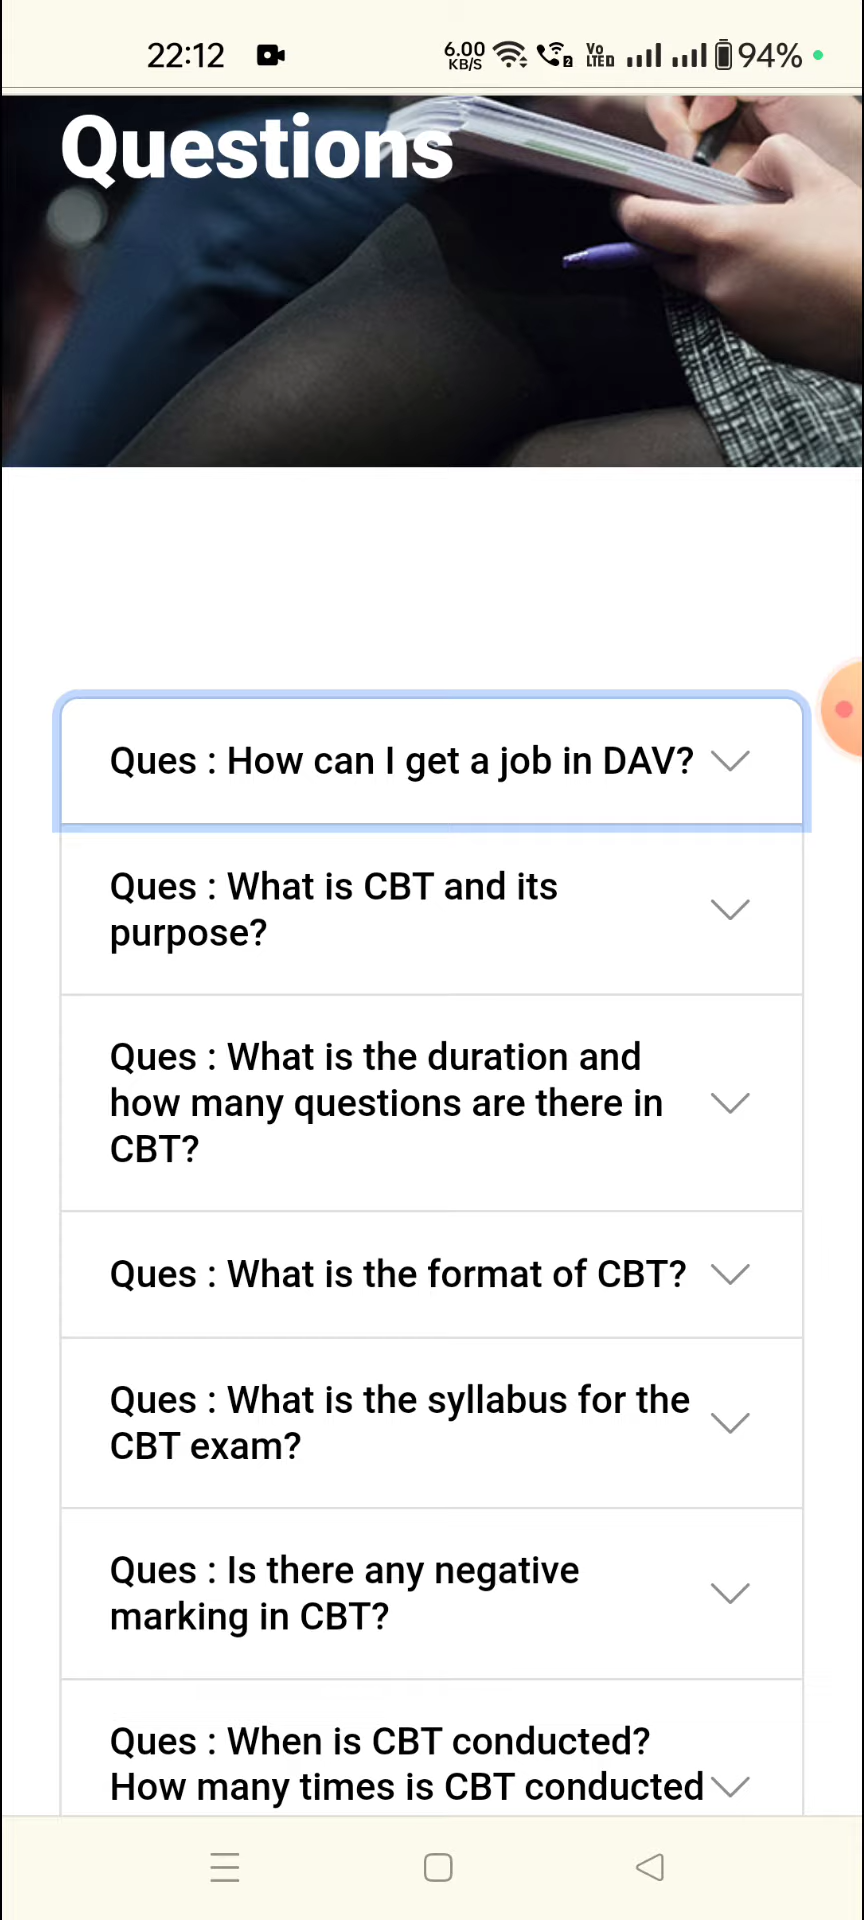 22:12
6.00
KB/S
2
Vo
LTED
94%
Questions
Ques : How can I get a job in DAV?
Ques : What is CBT and its
purpose?
Ques : What is the duration and
how many questions are there in
CBT?
Ques : What is the format of CBT?
Ques : What is the syllabus for the
CBT exam?
Ques : Is there any negative
marking in CBT?
Ques : When is CBT conducted?
How many times is CBT conducted